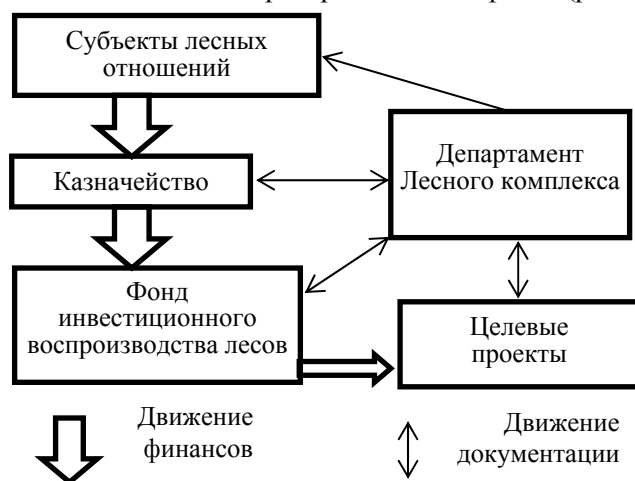 Субъекты лесных
отношений
Департамент
Лесного комплекса
Казначейство
Фонд
инвестиционного
воспроизводства лесов
Целевые
проекты
Движение
финансов
Движение
документации